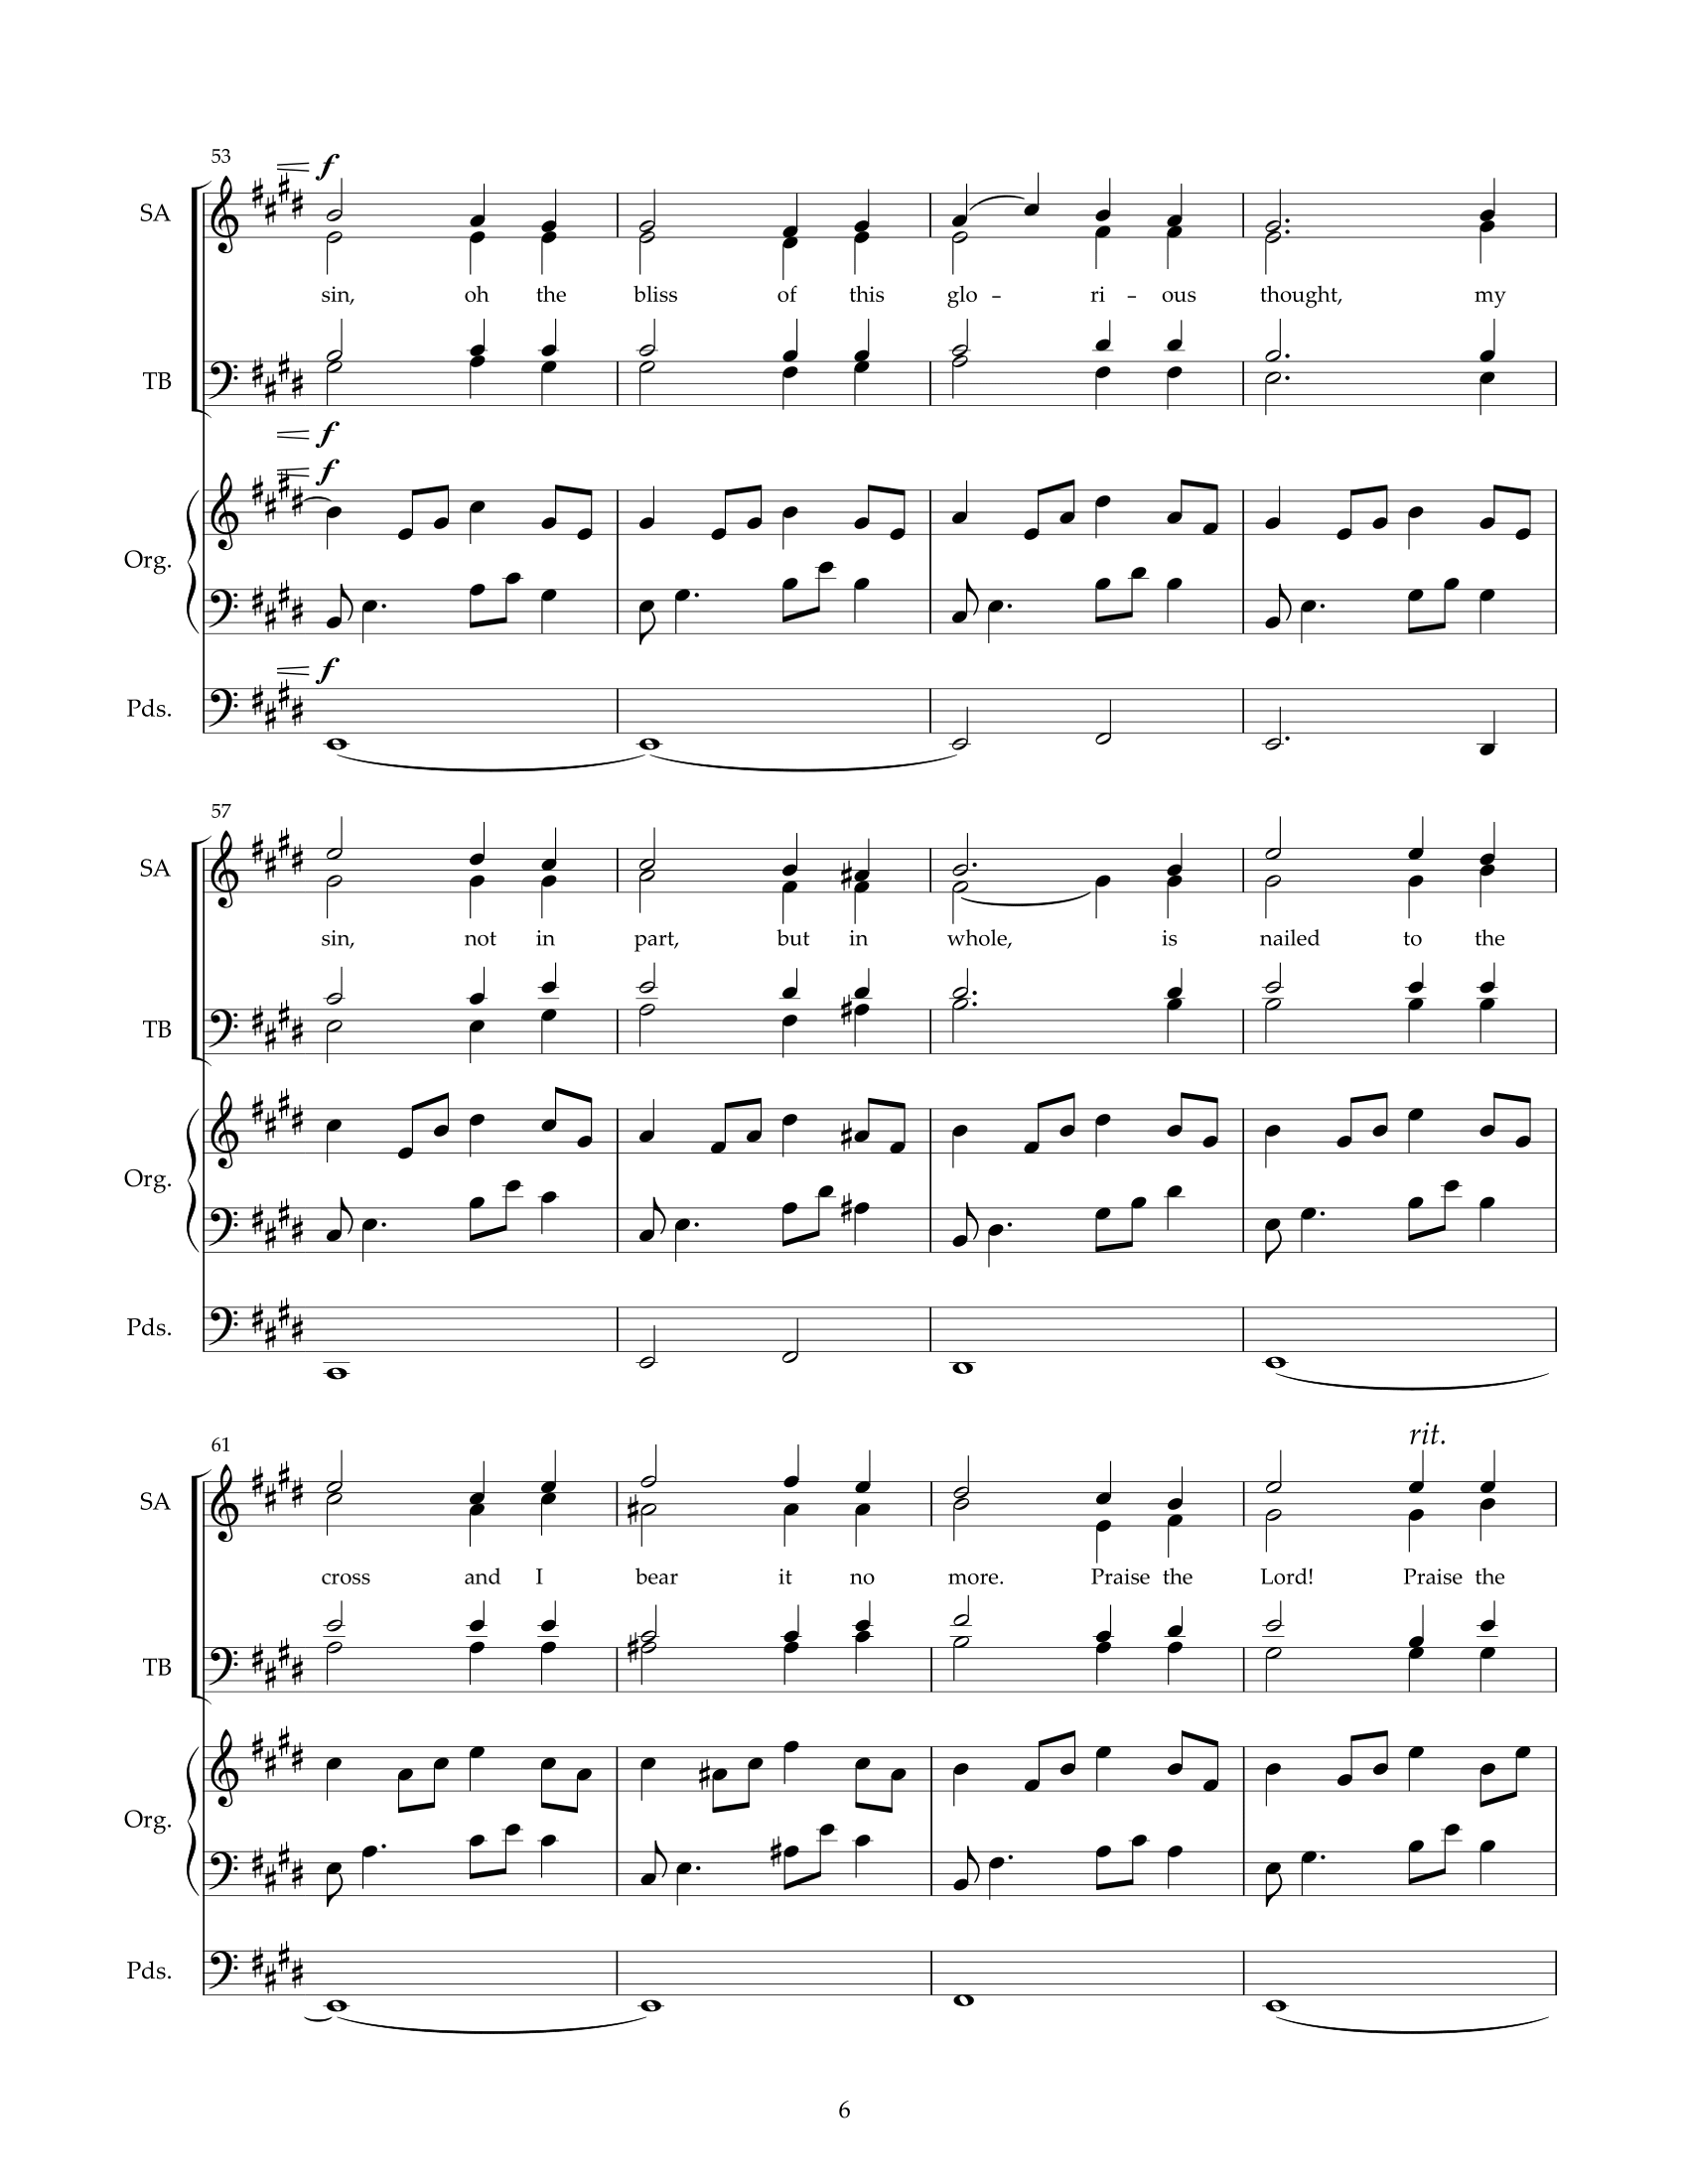 53
f
SA
sin, oh the bliss of this glo - ri - ous thought, my
TB
f
f
Org.
f
Pds.
57
SA
sin, not in part, but in whole, is nailed to the
TB
Org.
Pds.
rit.
61
SA
cross and I bear it no more. Praise the Lord! Praise the
TB
Org.
Pds.
6